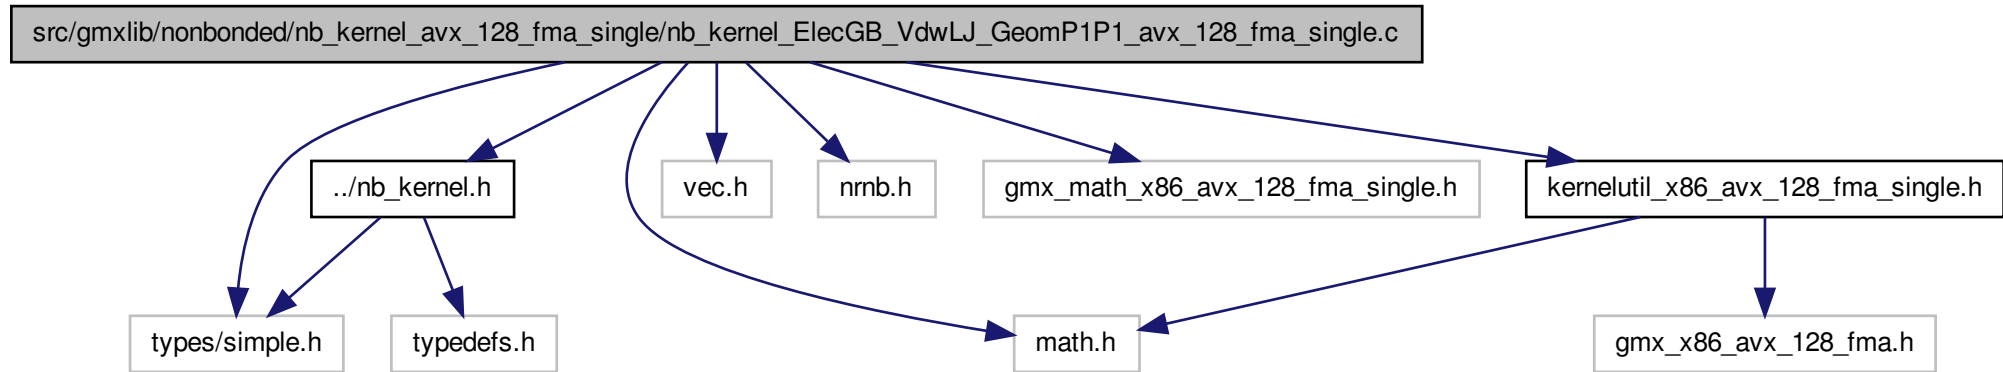 src/gmxlib/nonbonded/nb_kernel_avx_128_fma_single/nb_kernel_ElecGB_VdwLJ_GeomP1P1_avx_128_fma_single.c
../nb_kernel.h
vec.h
nrnb.h
gmx_math_x86_avx_128_fma_single.h
kernelutil_x86_avx_128_fma_single.h
types/simple.h
typedefs.h
math.h
gmx_x86_avx_128_fma.h